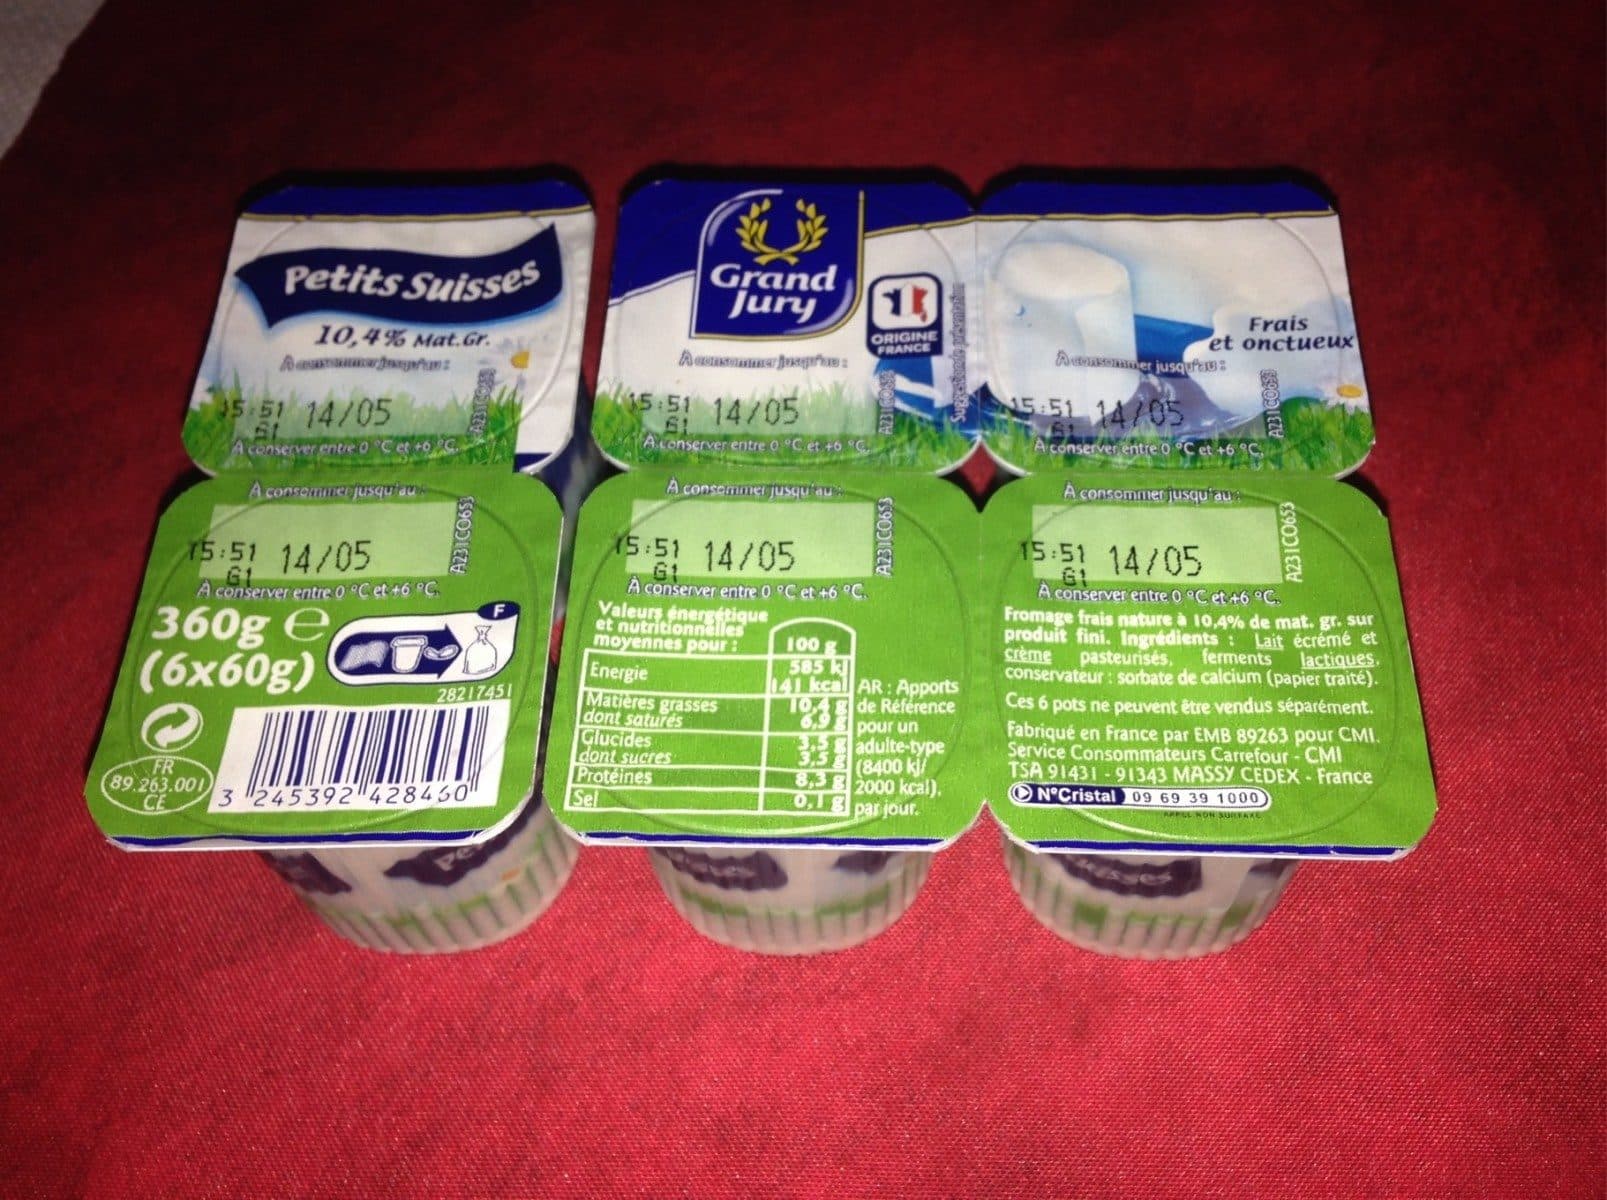 Petits Suisses
10,4% Mat.Gr.
A consommer jusqu'au :
15:51 14/05
G1
A231CO653
À conserver entre 0 °C et +6 °C.
Grand
Jury
ORIGINE
FRANCE
Suggestion de présentation
A consommer jusqu'au :
15:51 14/05
G1
A231CO653
À conserver entre 0 °C et +6 °C.
Frais
et onctueux
A consommer jusqu'au :
15:51 14/05
G1
A231CO653
À conserver entre 0 °C et +6 °C.
A consommer jusqu'au :
15:51 14/05
G1
A231CO653
À conserver entre 0 °C et +6 °C.
360g ℮
(6x60g)
F
28217451
FR
89.263.001
CE
3 245392 428460
A consommer jusqu'au :
15:51 14/05
G1
A231CO653
À conserver entre 0 °C et +6 °C.
Valeurs énergétique
et nutritionnelles
moyennes pour : 100 g
Energie 585 kJ
141 kcal
Matières grasses 10,4 g
dont saturés 6,9 g
Glucides
dont sucres 3,5 g
Protéines 8,3 g
Sel 0,1 g
AR : Apports
de Référence
pour un
adulte-type
(8400 kJ/
2000 kcal),
par jour.
A consommer jusqu'au :
15:51 14/05
G1
A231CO653
À conserver entre 0 °C et +6 °C.
Fromage frais nature à 10,4% de mat. gr. sur
produit fini. Ingrédients : Lait écrémé et
crème pasteurisés, ferments lactiques,
conservateur : sorbate de calcium (papier traité).
Ces 6 pots ne peuvent être vendus séparément.
Fabriqué en France par EMB 89263 pour CMI.
Service Consommateurs Carrefour - CMI
TSA 91431 - 91343 MASSY CEDEX - France
N°Cristal 09 69 39 1000
APPEL NON SURTAXE